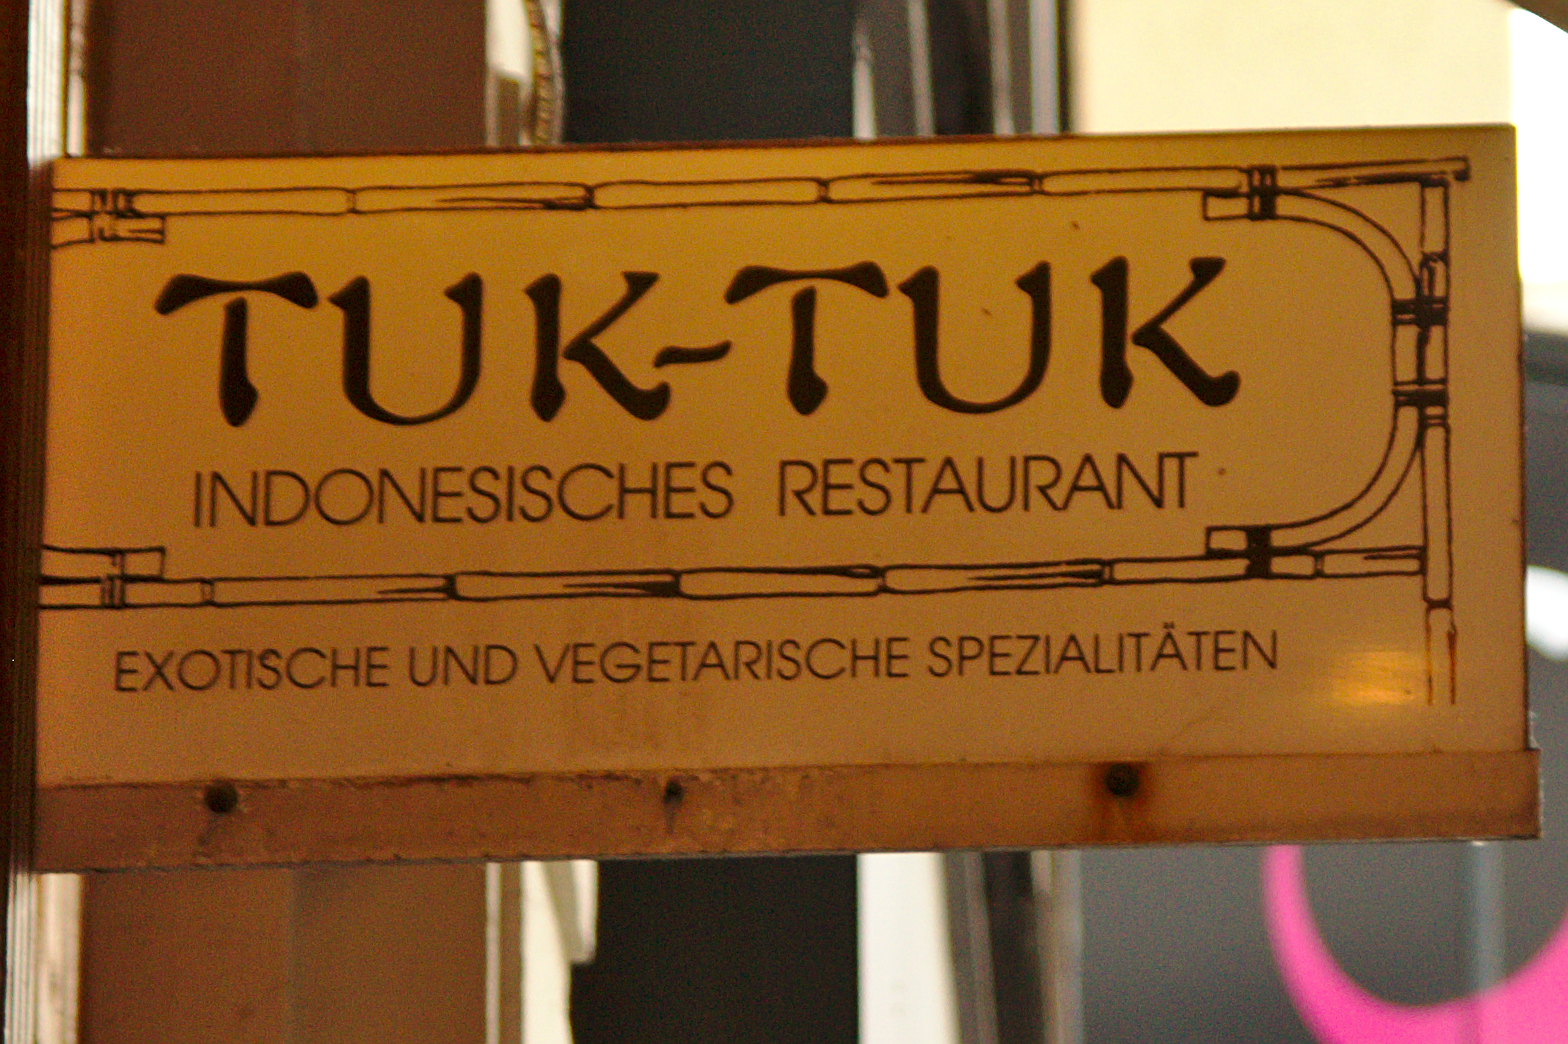 TUK-TUK
INDONESISCHES RESTAURANT
EXOTISCHE UND VEGETARISCHE SPEZIALITÄTEN